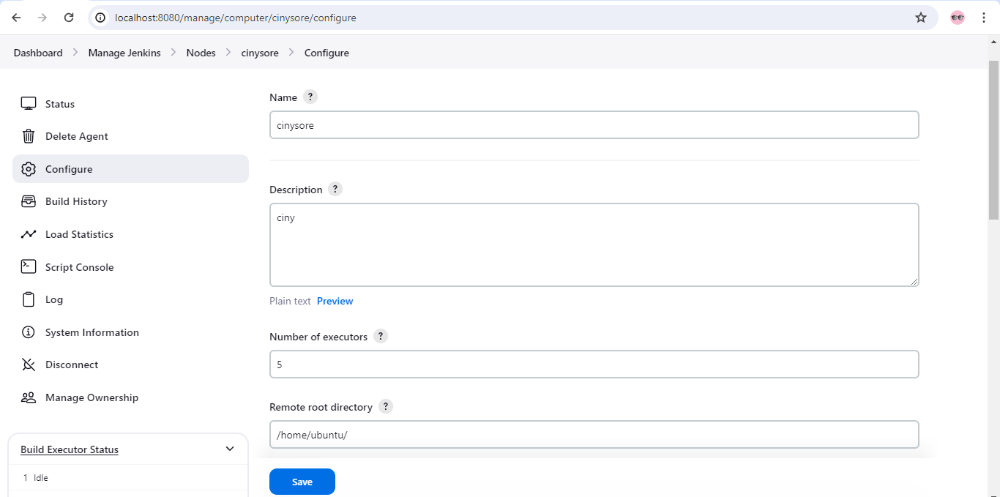 localhost:8080/manage/computer/cinysore/configure
Dashboard > Manage Jenkins > Nodes > cinysore > Configure
Status
Delete Agent
Configure
Build History
Load Statistics
Script Console
Log
System Information
Disconnect
Manage Ownership
Build Executor Status
1 Idle
Name ?
cinysore
Description ?
ciny
Plain text Preview
Number of executors ?
5
Remote root directory ?
/home/ubuntu/
Save